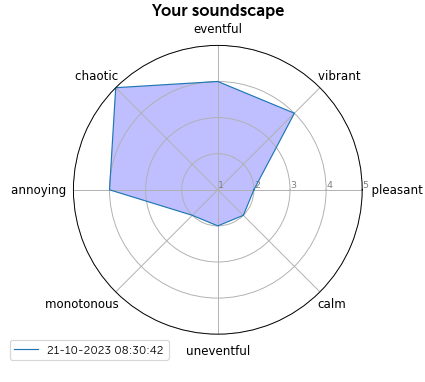 Your soundscape
eventful
chaotic vibrant
annoying 1 2 3 4 5 pleasant
monotonous calm
21-10-2023 08:30:42 uneventful